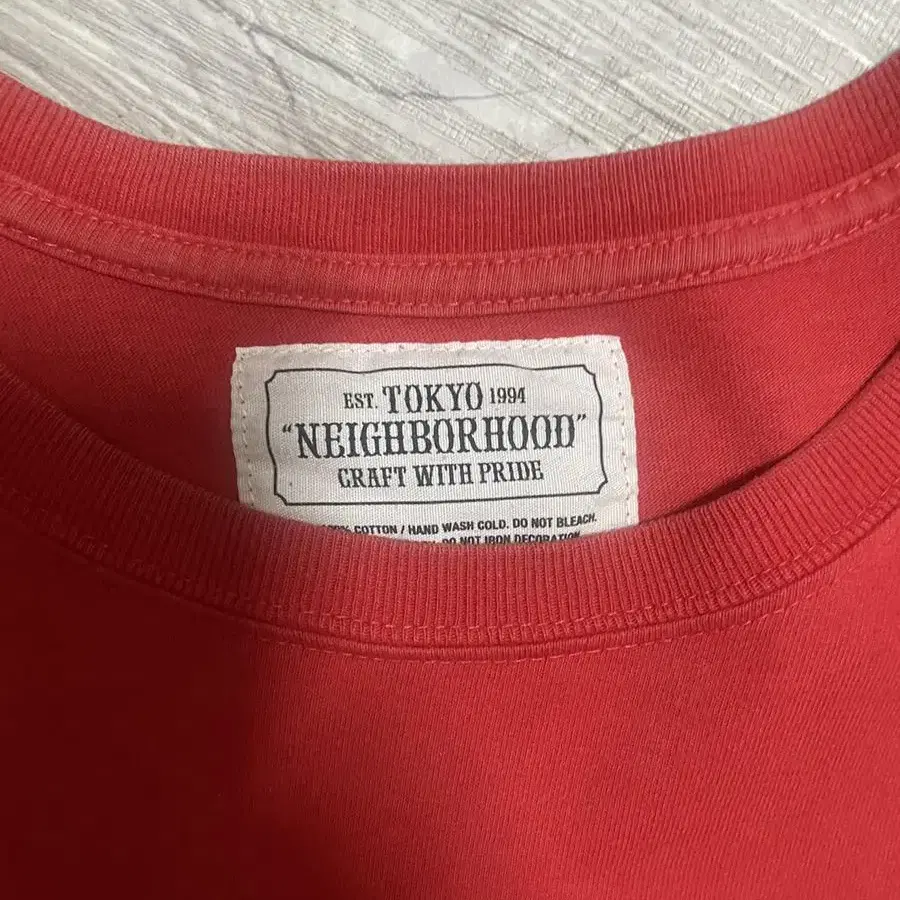 EST. TOKYO 1994
“NEIGHBORHOOD”
CRAFT WITH PRIDE
COTTON / HAND WASH COLD. DO NOT BLEACH.
DO NOT IRON DECORATION